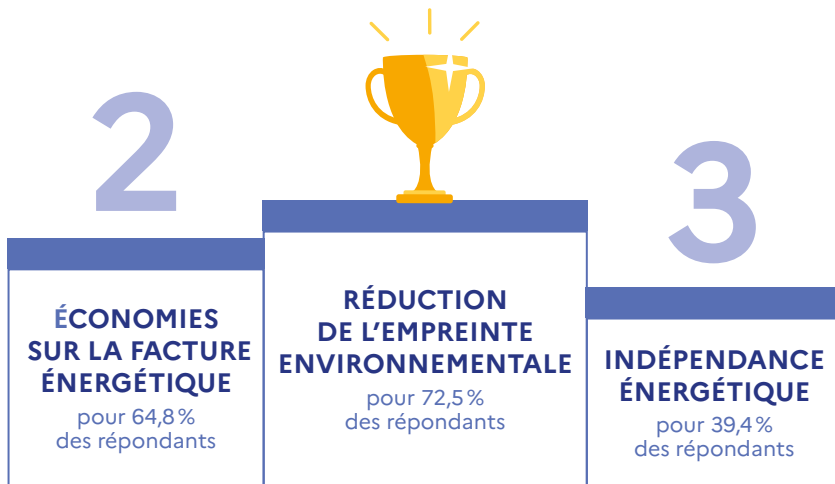 2
ÉCONOMIES
SUR LA FACTURE
ÉNERGÉTIQUE
pour 64,8 %
des répondants
RÉDUCTION
DE L’EMPREINTE
ENVIRONNEMENTALE
pour 72,5 %
des répondants
3
INDÉPENDANCE
ÉNERGÉTIQUE
pour 39,4 %
des répondants